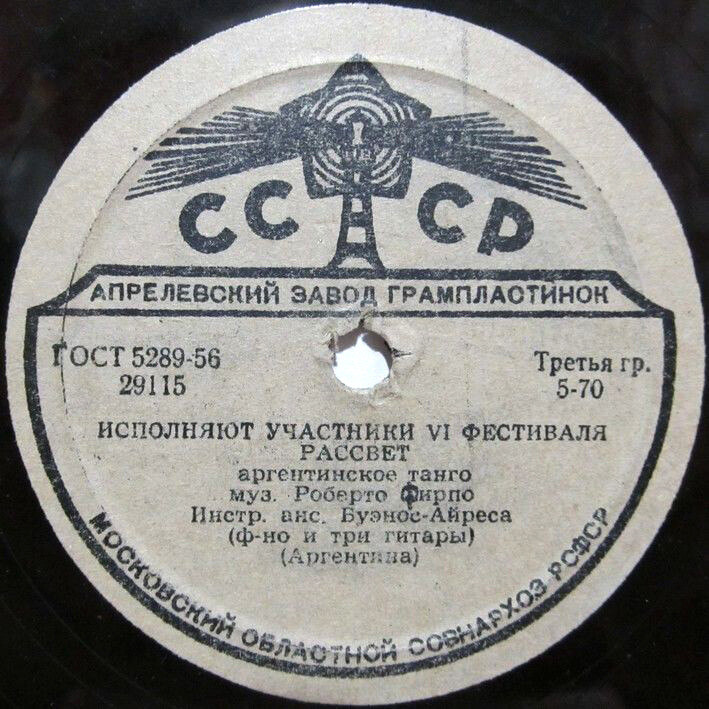 СССР
АПРЕЛЕВСКИЙ ЗАВОД ГРАМПЛАСТИНОК
ГОСТ 5289-56
29115
Третья гр.
5-70
ИСПОЛНЯЮТ УЧАСТНИКИ VI ФЕСТИВАЛЯ
РАССВЕТ
аргентинское танго
муз. Роберто Фирпо
Инстр. анс. Буэнос-Айреса
(ф-но и три гитары)
(Аргентина)
МОСКОВСКИЙ ОБЛАСТНОЙ СОВНАРХОЗ РСФСР